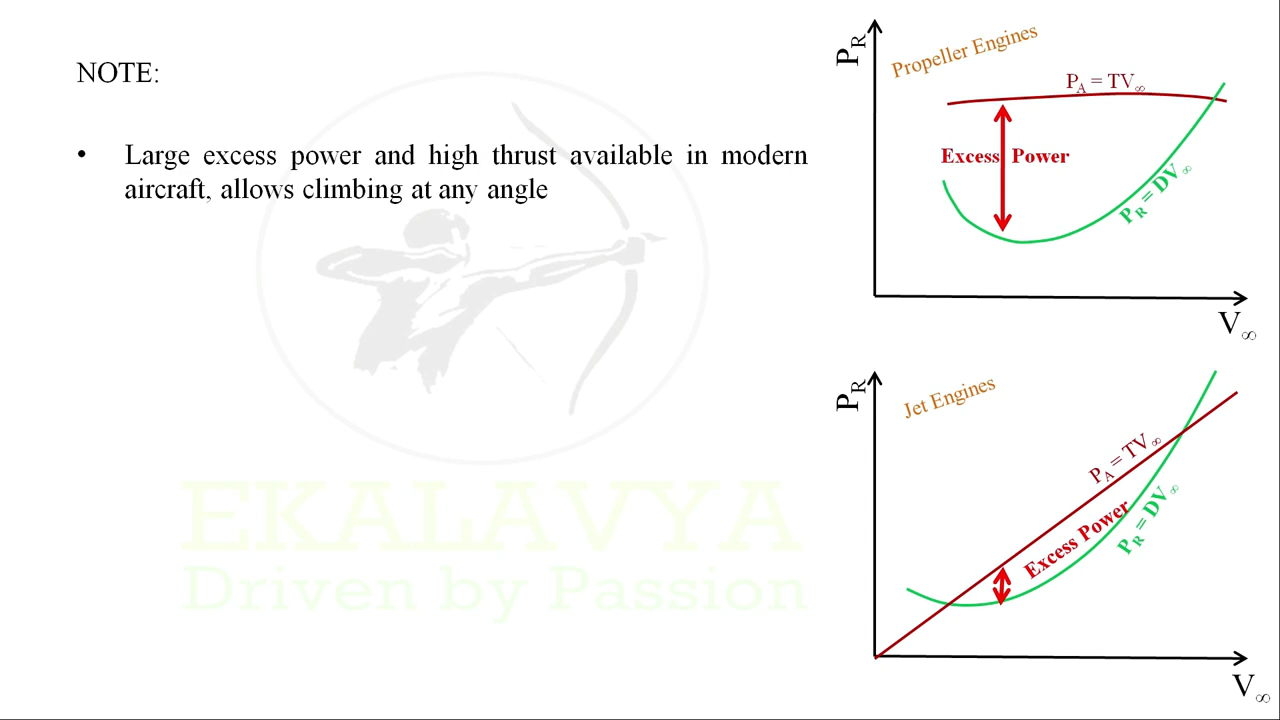 NOTE:
• Large excess power and high thrust available in modern
aircraft, allows climbing at any angle
EKALAVYA
Driven by Passion
P_R
Propeller Engines
P_A = TV_∞
Excess Power
P_R = DV_∞
V_∞
P_R
Jet Engines
P_A = TV_∞
Excess Power
P_R = DV_∞
V_∞